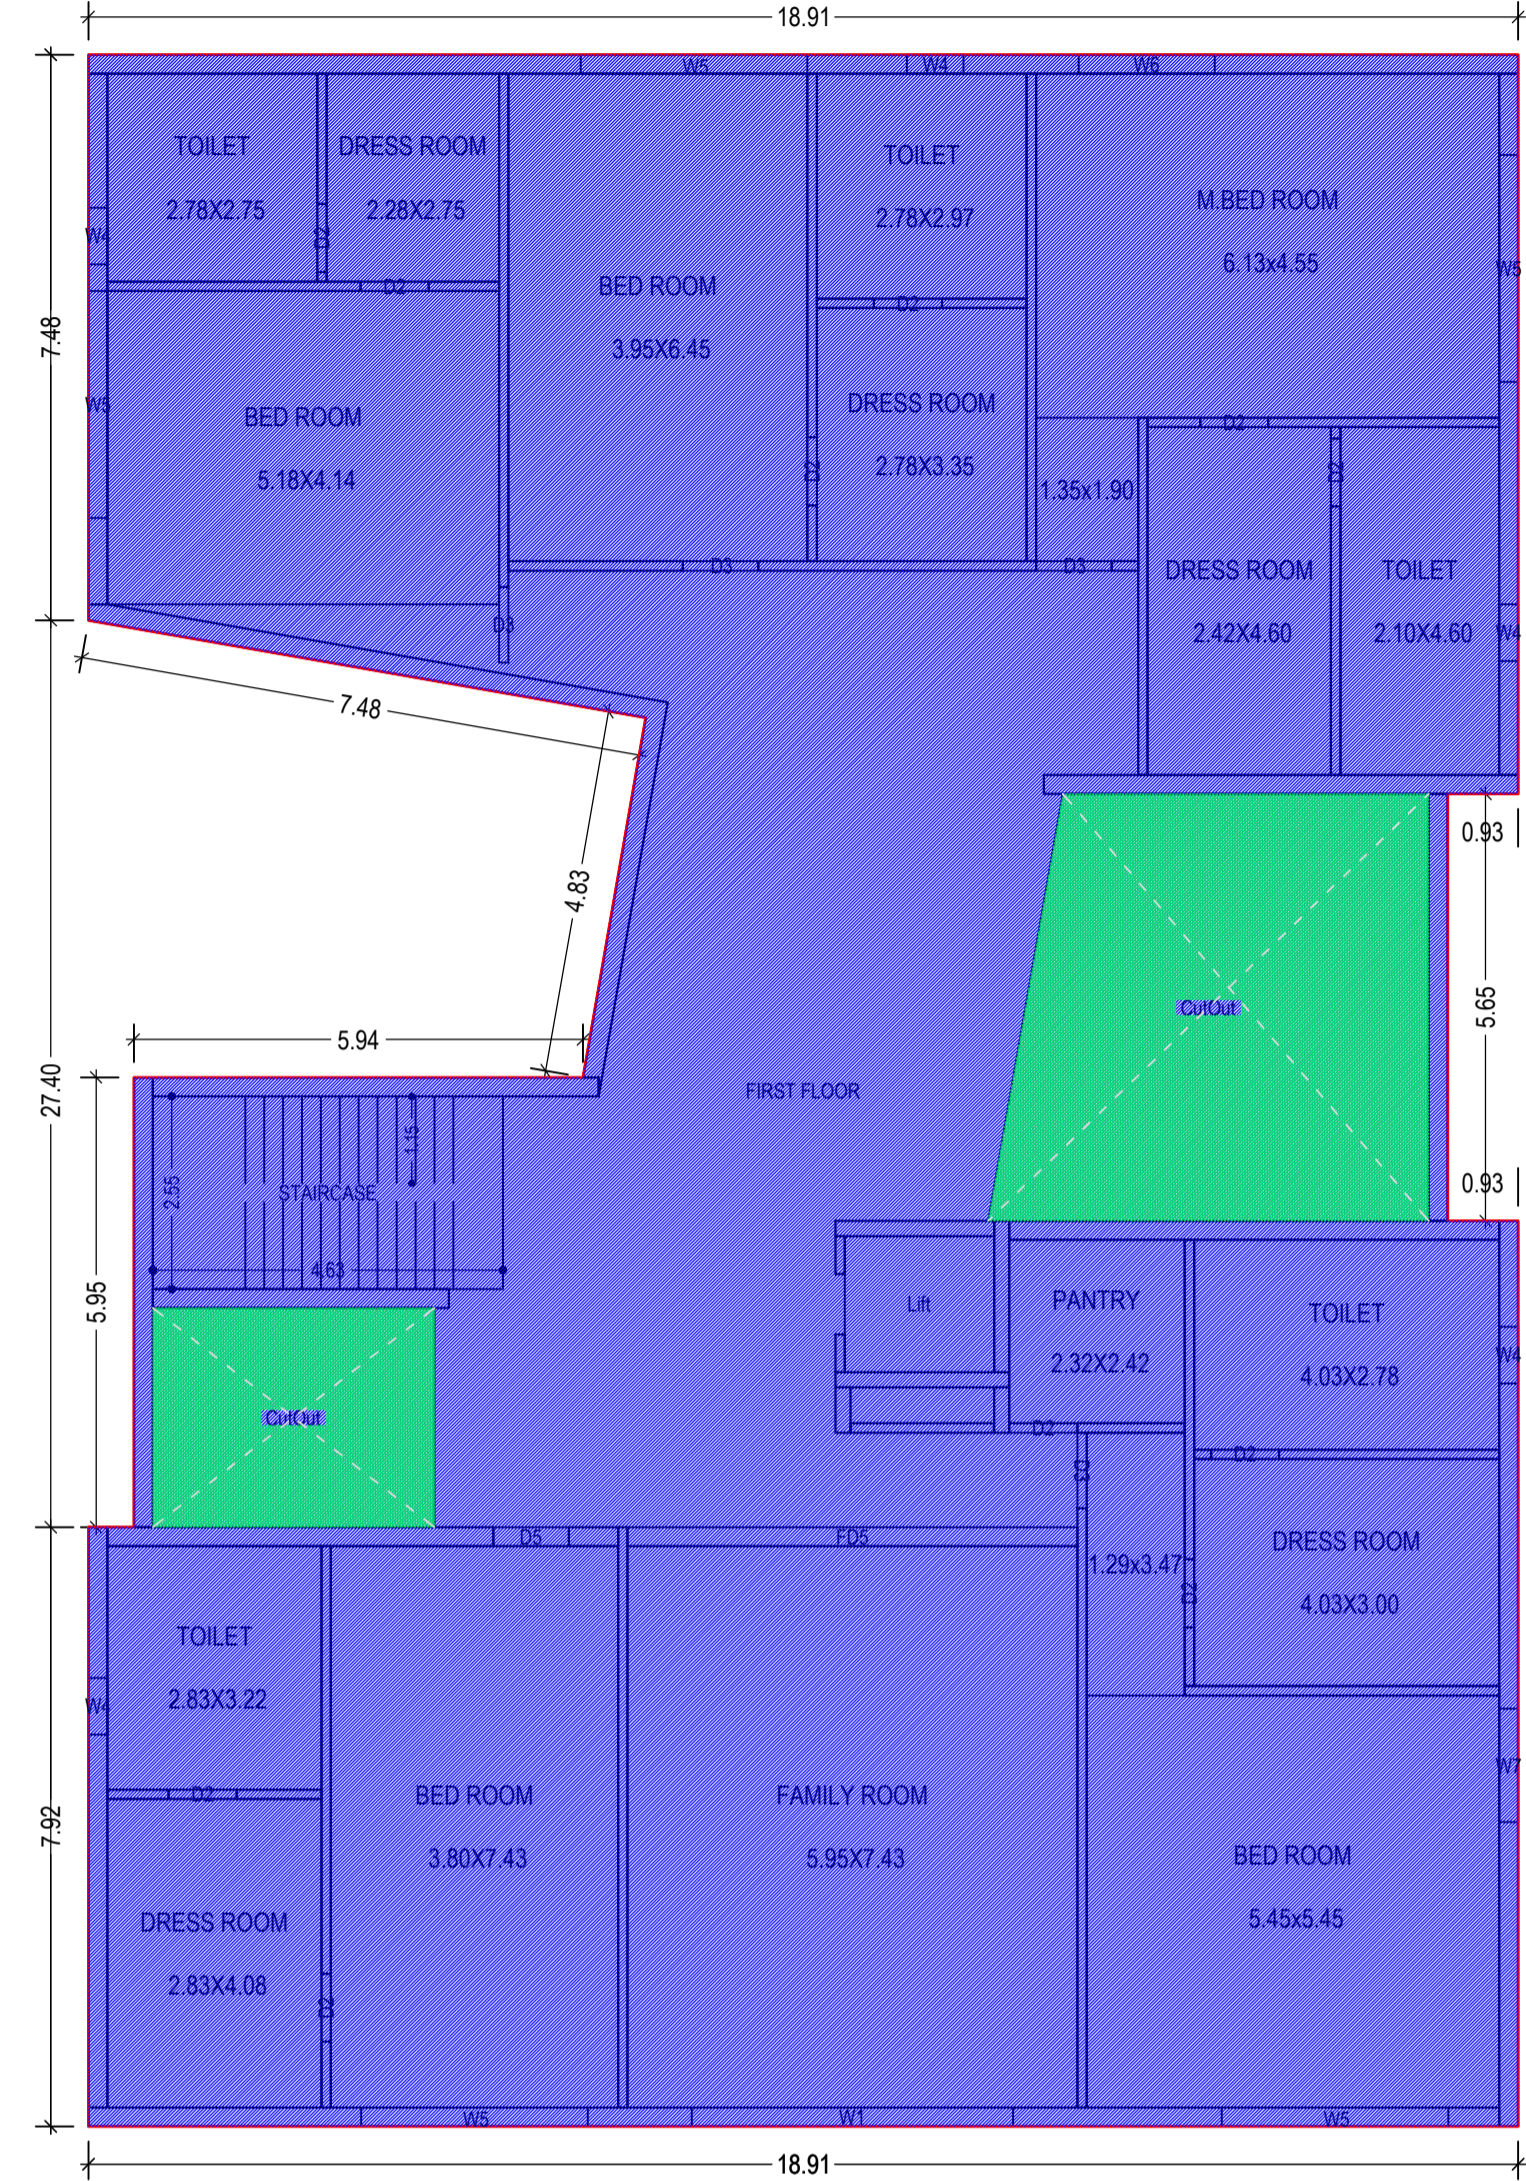 18.91
W5
W4
W6
TOILET
2.78X2.75
DRESS ROOM
2.28X2.75
TOILET
2.78X2.97
M.BED ROOM
6.13x4.55
W4
D2
D2
BED ROOM
3.95X6.45
D2
W5
7.48
W5
BED ROOM
5.18X4.14
DRESS ROOM
2.78X3.35
D2
D2
D2
1.35x1.90
D3
D3
D3
DRESS ROOM
2.42X4.60
TOILET
2.10X4.60
W4
7.48
4.83
0.93
5.65
CutOut
5.94
27.40
FIRST FLOOR
1.15
2.55
STAIRCASE
4.63
0.93
5.95
Lift
PANTRY
2.32X2.42
TOILET
4.03X2.78
W4
CutOut
D2
D2
D3
D5
FD5
1.29x3.47
D2
DRESS ROOM
4.03X3.00
TOILET
2.83X3.22
W4
7.92
D2
BED ROOM
3.80X7.43
FAMILY ROOM
5.95X7.43
W7
BED ROOM
5.45x5.45
DRESS ROOM
2.83X4.08
D2
W5
W1
W5
18.91